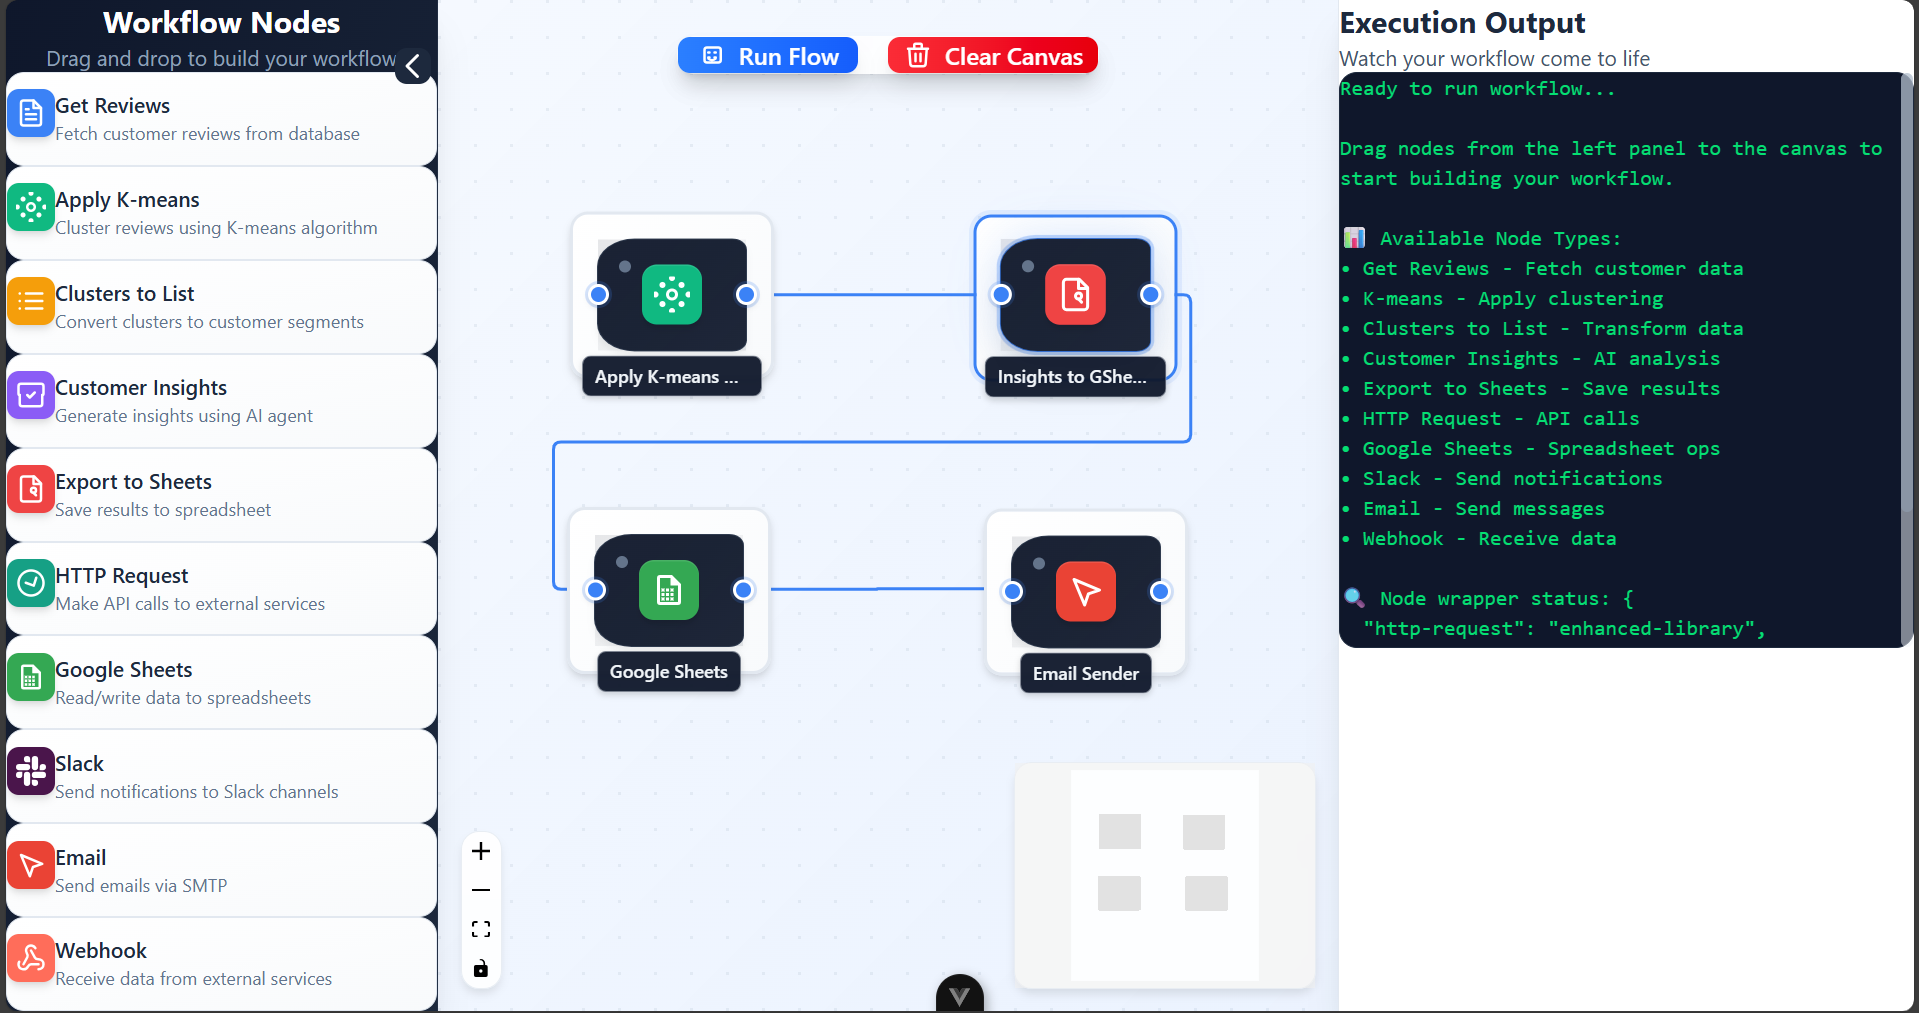 Workflow Nodes
Drag and drop to build your workflow
Get Reviews
Fetch customer reviews from database
Apply K-means
Cluster reviews using K-means algorithm
Clusters to List
Convert clusters to customer segments
Customer Insights
Generate insights using AI agent
Export to Sheets
Save results to spreadsheet
HTTP Request
Make API calls to external services
Google Sheets
Read/write data to spreadsheets
Slack
Send notifications to Slack channels
Email
Send emails via SMTP
Webhook
Receive data from external services
Run Flow
Clear Canvas
Apply K-means ...
Insights to GShe...
Google Sheets
Email Sender
Execution Output
Watch your workflow come to life
Ready to run workflow...
Drag nodes from the left panel to the canvas to
start building your workflow.
📊 Available Node Types:
• Get Reviews - Fetch customer data
• K-means - Apply clustering
• Clusters to List - Transform data
• Customer Insights - AI analysis
• Export to Sheets - Save results
• HTTP Request - API calls
• Google Sheets - Spreadsheet ops
• Slack - Send notifications
• Email - Send messages
• Webhook - Receive data
🔍 Node wrapper status: {
"http-request": "enhanced-library",